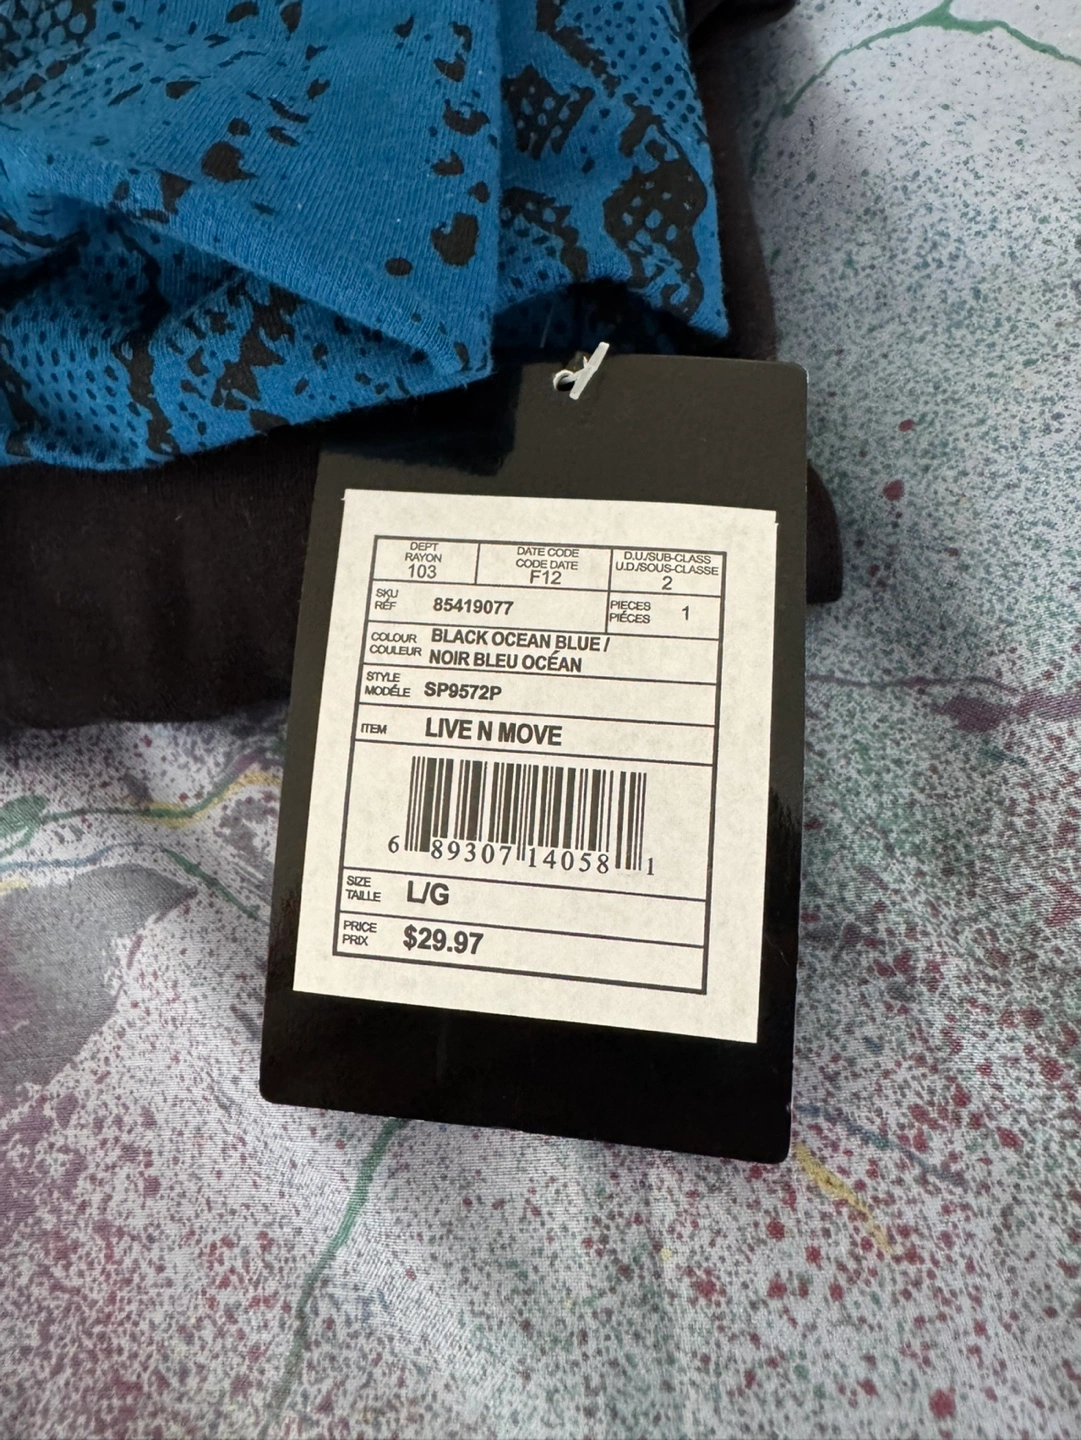 DEPT
RAYON
103
DATE CODE
CODE DATE
F12
D.U./SUB-CLASS
U.D./SOUS-CLASSE
2
SKU
RÉF
85419077
PIECES
PIÉCES
1
COLOUR
COULEUR
BLACK OCEAN BLUE /
NOIR BLEU OCÉAN
STYLE
MODÉLE
SP9572P
ITEM
LIVE N MOVE
6 89307 14058 1
SIZE
TAILLE
L/G
PRICE
PRIX
$29.97